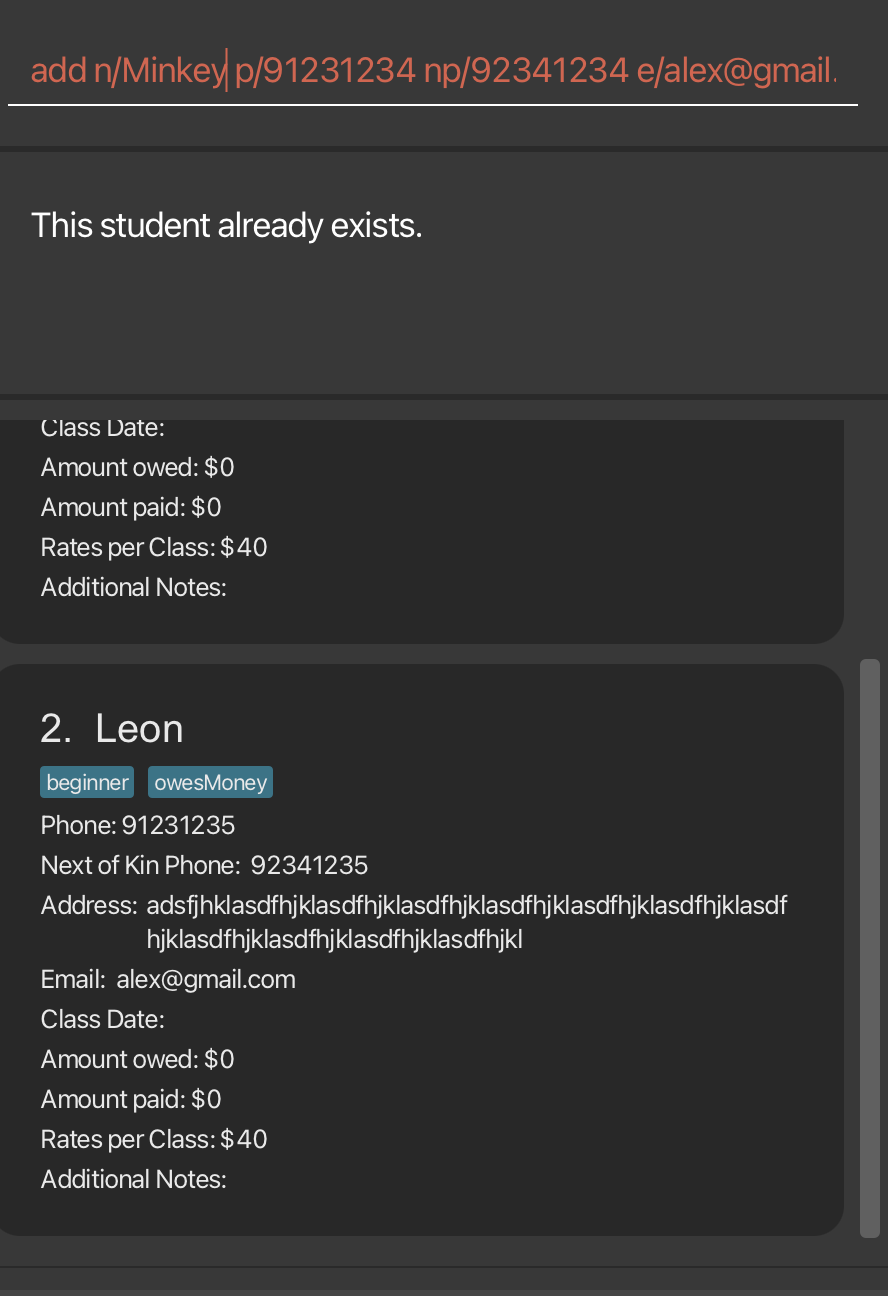 add n/Minkey p/91231234 np/92341234 e/alex@gmail.
This student already exists.
Class Date:
Amount owed: $0
Amount paid: $0
Rates per Class: $40
Additional Notes:
2. Leon
beginner owesMoney
Phone: 91231235
Next of Kin Phone: 92341235
Address: adsfjhklasdfhjklasdfhjklasdfhjklasdfhjklasdfhjklasdfhjklasdf
hjklasdfhjklasdfhjklasdfhjklasdfhjkl
Email: alex@gmail.com
Class Date:
Amount owed: $0
Amount paid: $0
Rates per Class: $40
Additional Notes: